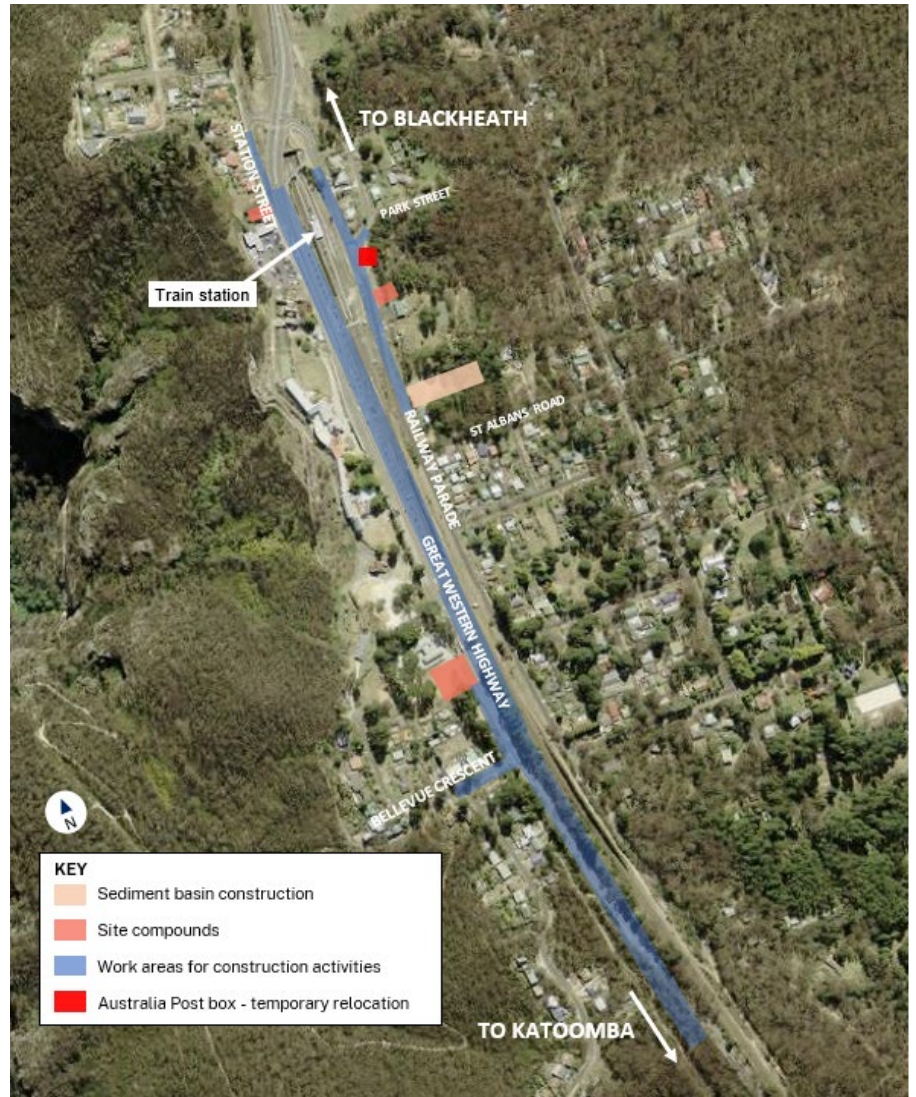 TO BLACKHEATH
STATION STREET
PARK STREET
Train station
ST ALBANS ROAD
RAILWAY PARADE
GREAT WESTERN HIGHWAY
BELLEVUE CRESCENT
N
KEY
Sediment basin construction
Site compounds
Work areas for construction activities
Australia Post box - temporary relocation
TO KATOOMBA